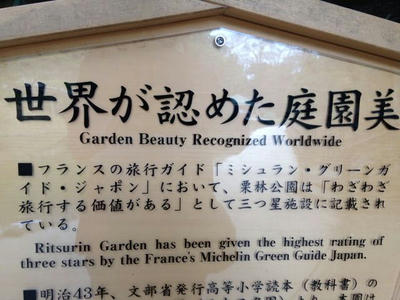 世界が認めた庭園美
Garden Beauty Recognized Worldwide
■フランスの旅行ガイド「ミシュラン・グリーンガ
イド・ジャポン」において、栗林公園は「わざわざ
旅行する価値がある」として三つ星施設に記載され
ている。
Ritsurin Garden has been given the highest rating of
three stars by the France's Michelin Green Guide Japan.
■明治43年、文部省発行高等小学読本（教科書）の